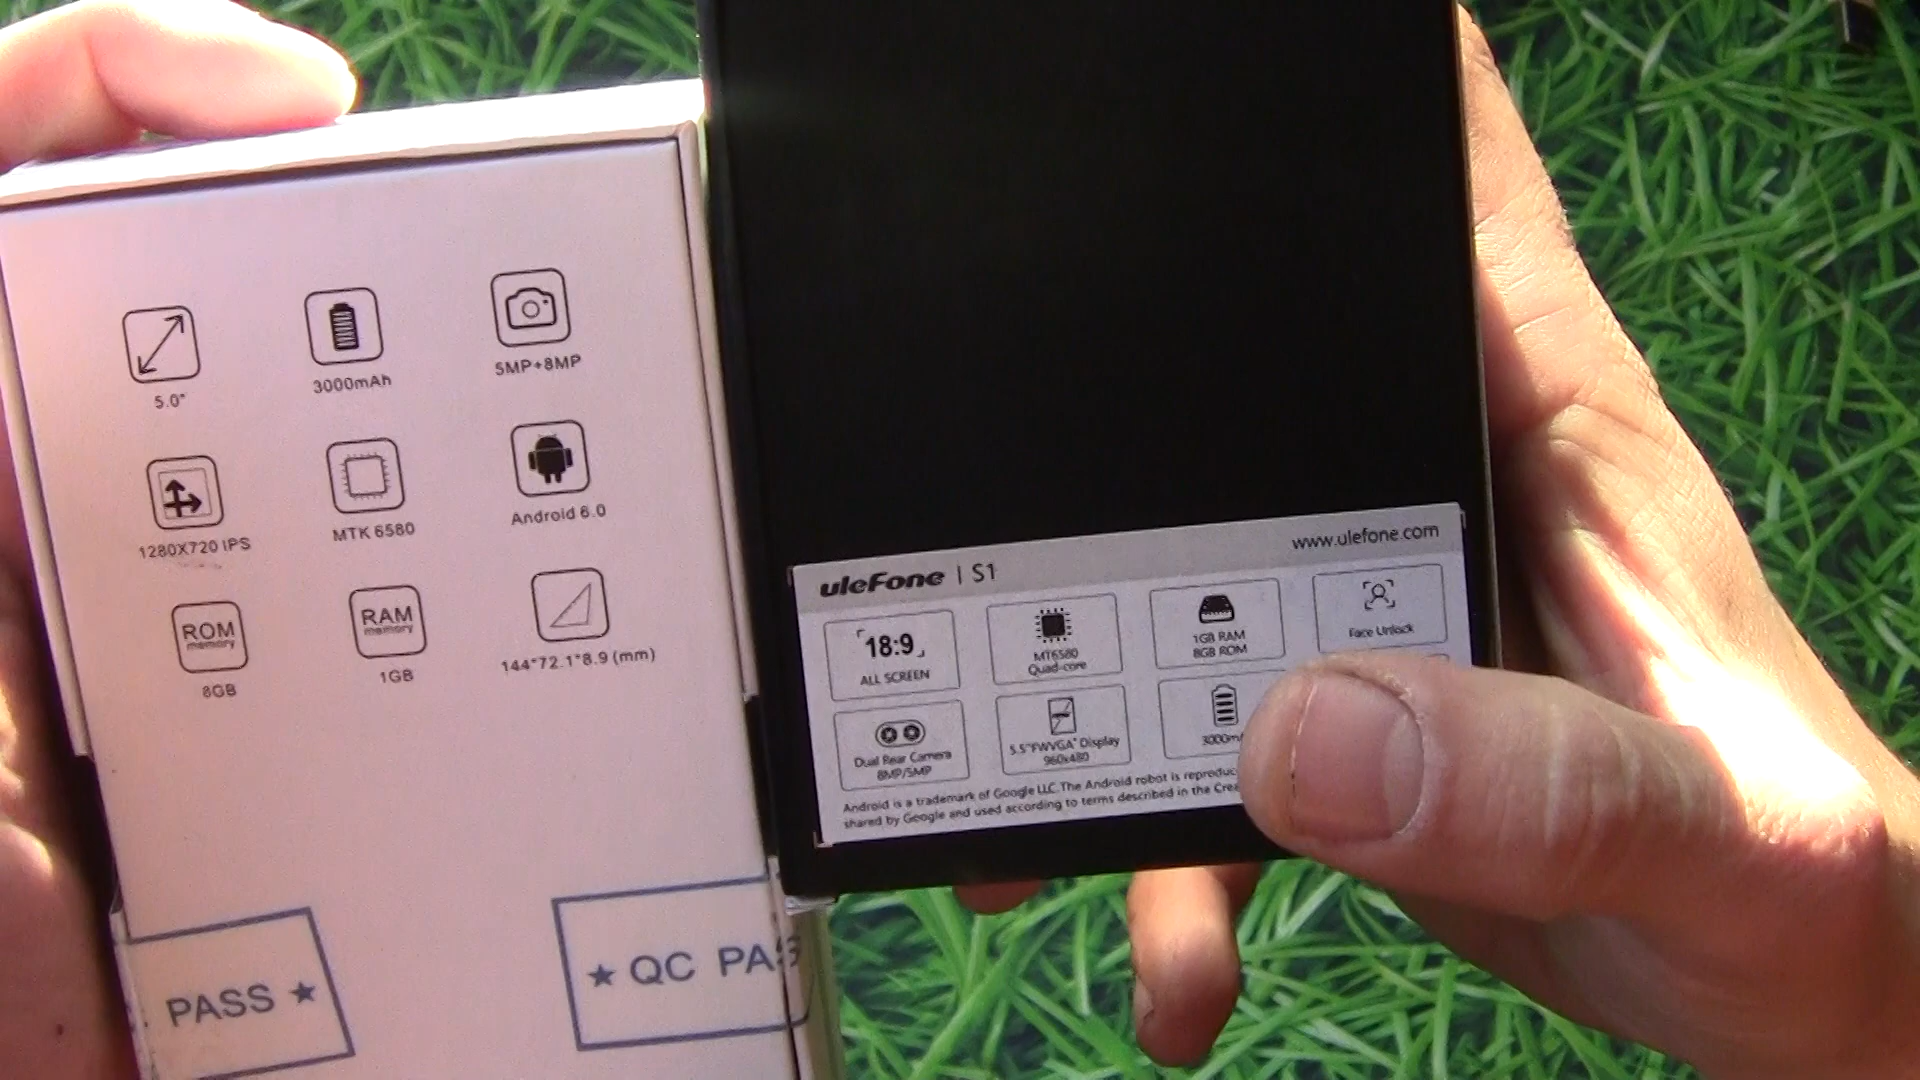 5.0"
3000mAh
5MP+8MP
1280X720 IPS
MTK 6580
Android 6.0
ROM
memory
8GB
RAM
memory
1GB
144*72.1*8.9 (mm)
PASS ★
★ QC PASS
uleFone | S1
www.ulefone.com
18:9
ALL SCREEN
MT6580
Quad-core
1GB RAM
8GB ROM
Face Unlock
Dual Rear Camera
8MP/5MP
5.5"FWVGA+ Display
960x480
3000m
Android is a trademark of Google LLC.The Android robot is
shared by Google and used according to terms described in the